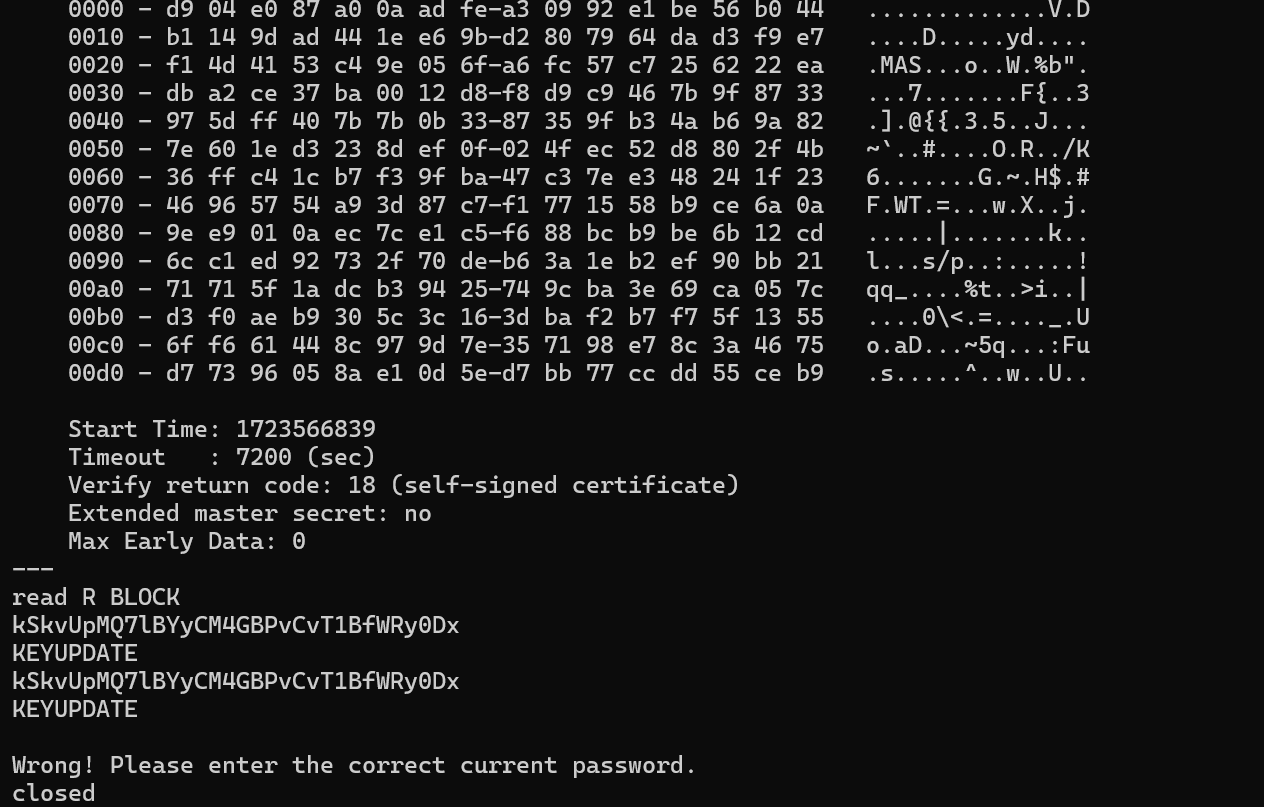 0000 - d9 04 e0 87 a0 0a ad fe-a3 09 92 e1 be 56 b0 44   .............V.D
0010 - b1 14 9d ad 44 1e e6 9b-d2 80 79 64 da d3 f9 e7   ....D.....yd....
0020 - f1 4d 41 53 c4 9e 05 6f-a6 fc 57 c7 25 62 22 ea   .MAS...o..W.%b".
0030 - db a2 ce 37 ba 00 12 d8-f8 d9 c9 46 7b 9f 87 33   ...7.......F{..3
0040 - 97 5d ff 40 7b 7b 0b 33-87 35 9f b3 4a b6 9a 82   .].@{{.3.5..J...
0050 - 7e 60 1e d3 23 8d ef 0f-02 4f ec 52 d8 80 2f 4b   ~`..#....O.R../K
0060 - 36 ff c4 1c b7 f3 9f ba-47 c3 7e e3 48 24 1f 23   6.......G.~.H$.#
0070 - 46 96 57 54 a9 3d 87 c7-f1 77 15 58 b9 ce 6a 0a   F.WT.=...w.X..j.
0080 - 9e e9 01 0a ec 7c e1 c5-f6 88 bc b9 be 6b 12 cd   .....|.......k..
0090 - 6c c1 ed 92 73 2f 70 de-b6 3a 1e b2 ef 90 bb 21   l...s/p..:.....!
00a0 - 71 71 5f 1a dc b3 94 25-74 9c ba 3e 69 ca 05 7c   qq_....%t..>i..|
00b0 - d3 f0 ae b9 30 5c 3c 16-3d ba f2 b7 f7 5f 13 55   ....0\<.=...._.U
00c0 - 6f f6 61 44 8c 97 9d 7e-35 71 98 e7 8c 3a 46 75   o.aD...~5q...:Fu
00d0 - d7 73 96 05 8a e1 0d 5e-d7 bb 77 cc dd 55 ce b9   .s.....^..w..U..
Start Time: 1723566839
Timeout   : 7200 (sec)
Verify return code: 18 (self-signed certificate)
Extended master secret: no
Max Early Data: 0
---
read R BLOCK
kSkvUpMQ7lBYyCM4GBPvCvT1BfWRy0Dx
KEYUPDATE
kSkvUpMQ7lBYyCM4GBPvCvT1BfWRy0Dx
KEYUPDATE
Wrong! Please enter the correct current password.
closed